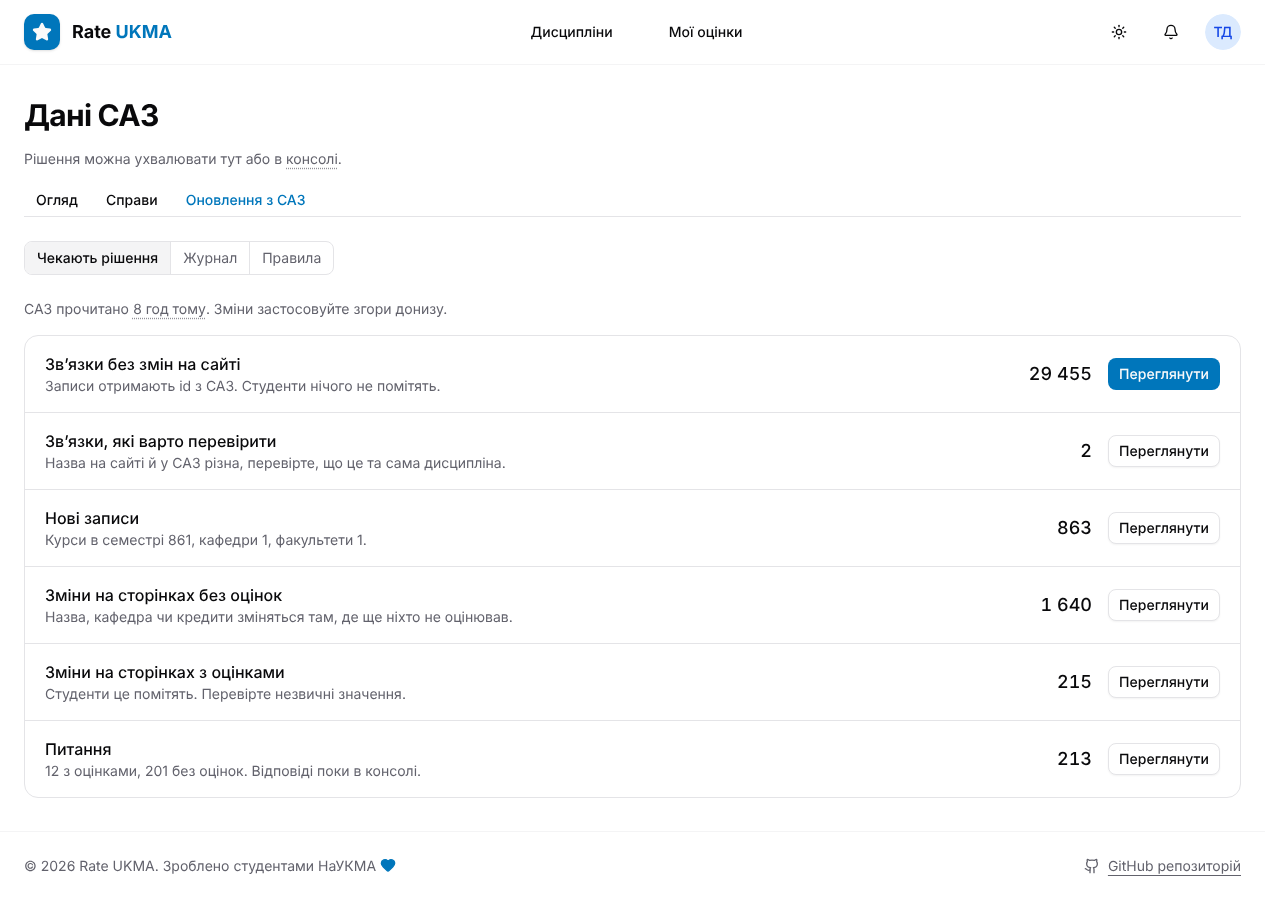 Rate UKMA
Дисципліни
Мої оцінки
ТД
Дані САЗ
Рішення можна ухвалювати тут або в консолі.
Огляд
Справи
Оновлення з САЗ
Чекають рішення
Журнал
Правила
САЗ прочитано 8 год тому. Зміни застосовуйте згори донизу.
Зв’язки без змін на сайті
Записи отримають id з САЗ. Студенти нічого не помітять.
29 455
Переглянути
Зв’язки, які варто перевірити
Назва на сайті й у САЗ різна, перевірте, що це та сама дисципліна.
2
Переглянути
Нові записи
Курси в семестрі 861, кафедри 1, факультети 1.
863
Переглянути
Зміни на сторінках без оцінок
Назва, кафедра чи кредити зміняться там, де ще ніхто не оцінював.
1 640
Переглянути
Зміни на сторінках з оцінками
Студенти це помітять. Перевірте незвичні значення.
215
Переглянути
Питання
12 з оцінками, 201 без оцінок. Відповіді поки в консолі.
213
Переглянути
© 2026 Rate UKMA. Зроблено студентами НаУКМА
GitHub репозиторій